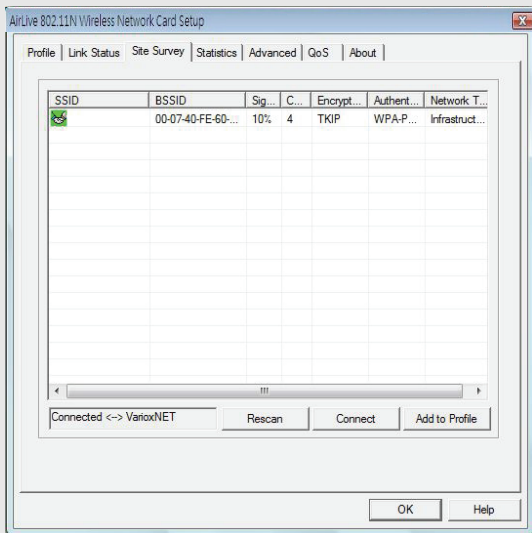 AirLive 802.11N Wireless Network Card Setup
Profile Link Status Site Survey Statistics Advanced QoS About
SSID BSSID Sig... C... Encrypt... Authent... Network T...
00-07-40-FE-60-... 10% 4 TKIP WPA-P... Infrastruct...
Connected <--> VarioxNET Rescan Connect Add to Profile
OK Help